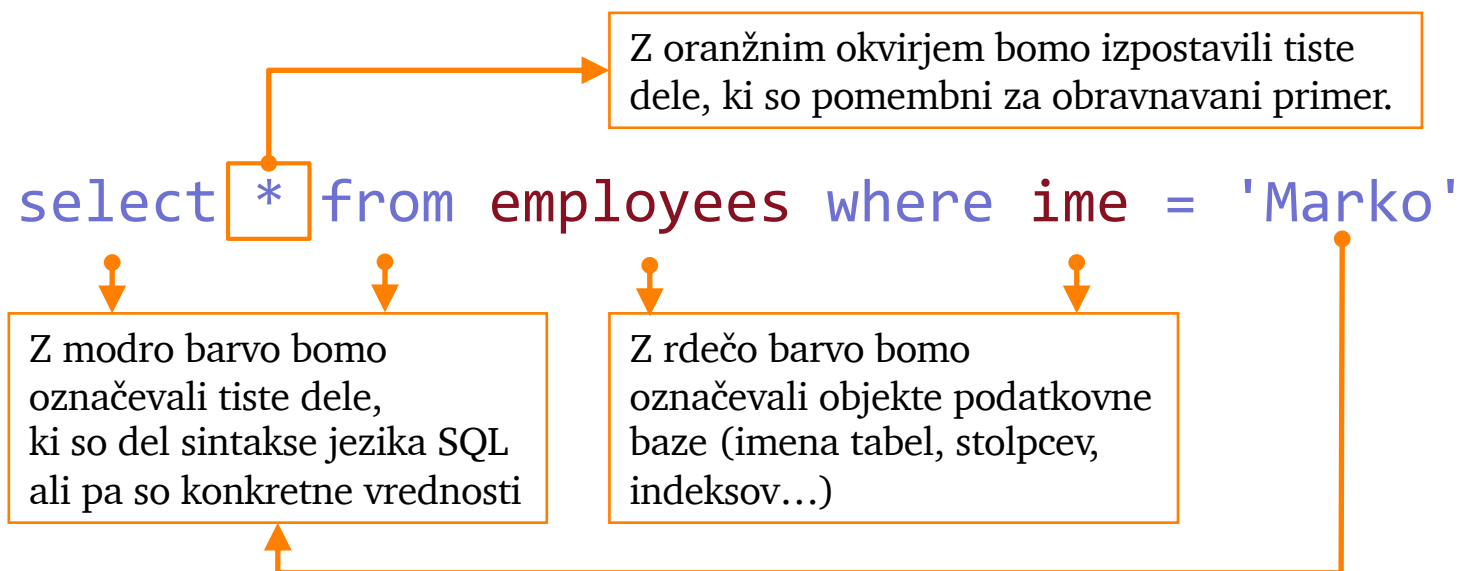 Z oranžnim okvirjem bomo izpostavili tiste
dele, ki so pomembni za obravnavani primer.
select * from employees where ime = 'Marko'
Z modro barvo bomo
označevali tiste dele,
ki so del sintakse jezika SQL
ali pa so konkretne vrednosti
Z rdečo barvo bomo
označevali objekte podatkovne
baze (imena tabel, stolpcev,
indeksov…)